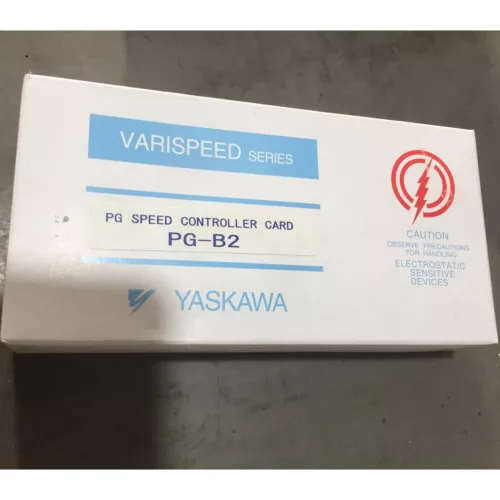 VARISPEED SERIES
PG SPEED CONTROLLER CARD
PG-B2
YASKAWA
CAUTION
OBSERVE PRECAUTIONS
FOR HANDLING
ELECTROSTATIC
SENSITIVE
DEVICES